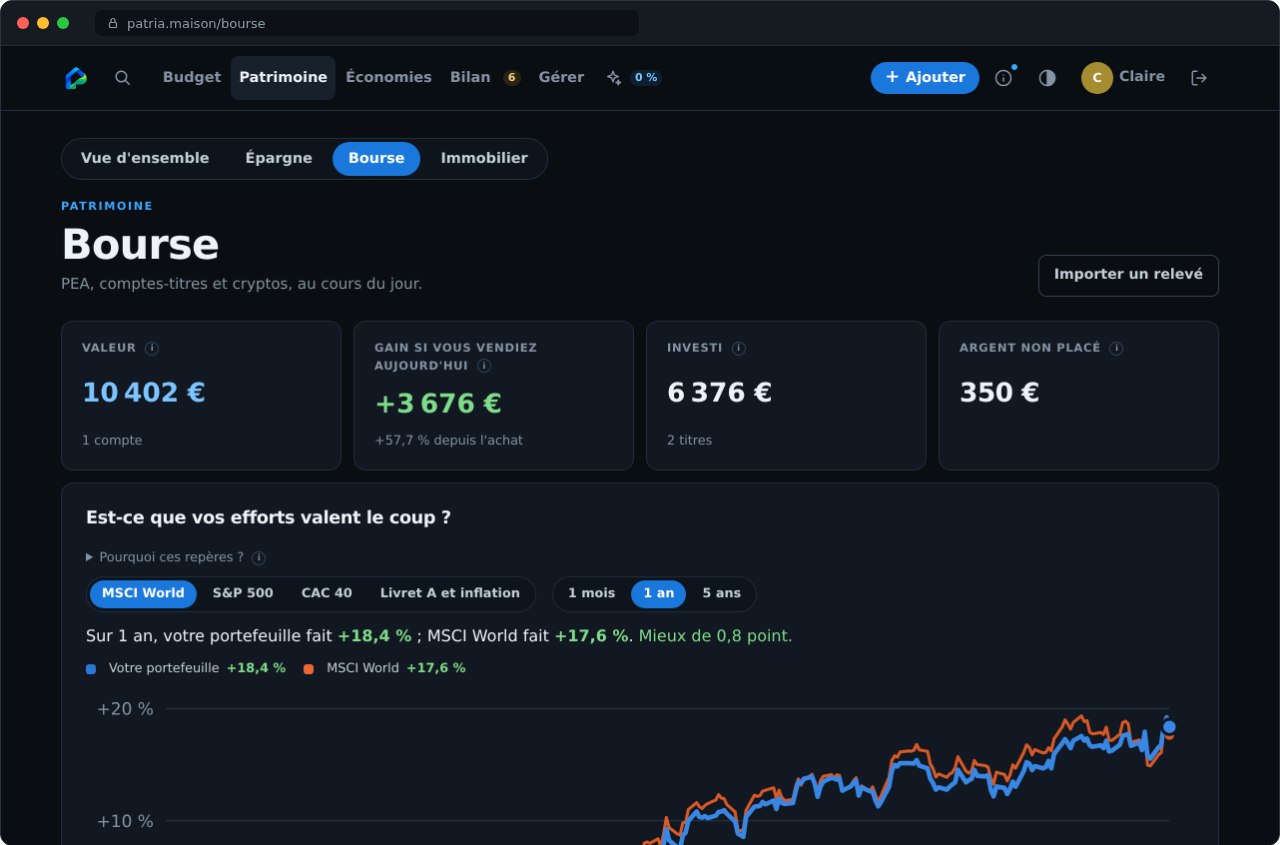 patria.maison/bourse
Budget Patrimoine Économies Bilan 6 Gérer 0 % + Ajouter C Claire
Vue d'ensemble Épargne Bourse Immobilier
PATRIMOINE
Bourse
PEA, comptes-titres et cryptos, au cours du jour.
Importer un relevé
VALEUR
10 402 €
1 compte
GAIN SI VOUS VENDIEZ
AUJOURD'HUI
+3 676 €
+57,7 % depuis l'achat
INVESTI
6 376 €
2 titres
ARGENT NON PLACÉ
350 €
Est-ce que vos efforts valent le coup ?
Pourquoi ces repères ?
MSCI World S&P 500 CAC 40 Livret A et inflation 1 mois 1 an 5 ans
Sur 1 an, votre portefeuille fait +18,4 % ; MSCI World fait +17,6 %. Mieux de 0,8 point.
Votre portefeuille +18,4 % MSCI World +17,6 %
+20 %
+10 %